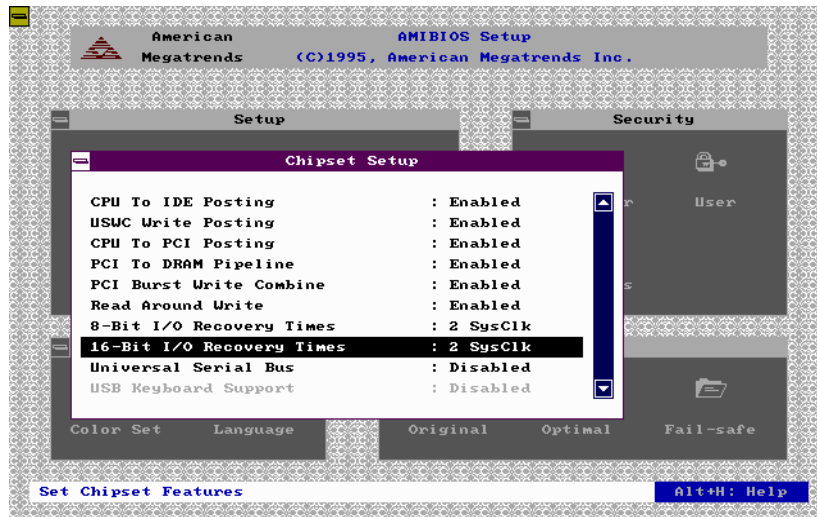 American AMIBIOS Setup
Megatrends (C)1995, American Megatrends Inc.
Setup Security
Chipset Setup
CPU To IDE Posting : Enabled
USWC Write Posting : Enabled
CPU To PCI Posting : Enabled
PCI To DRAM Pipeline : Enabled
PCI Burst Write Combine : Enabled
Read Around Write : Enabled
8-Bit I/O Recovery Times : 2 SysClk
16-Bit I/O Recovery Times : 2 SysClk
Universal Serial Bus : Disabled
USB Keyboard Support : Disabled
User
Color Set Language Original Optimal Fail-safe
Set Chipset Features Alt+H: Help